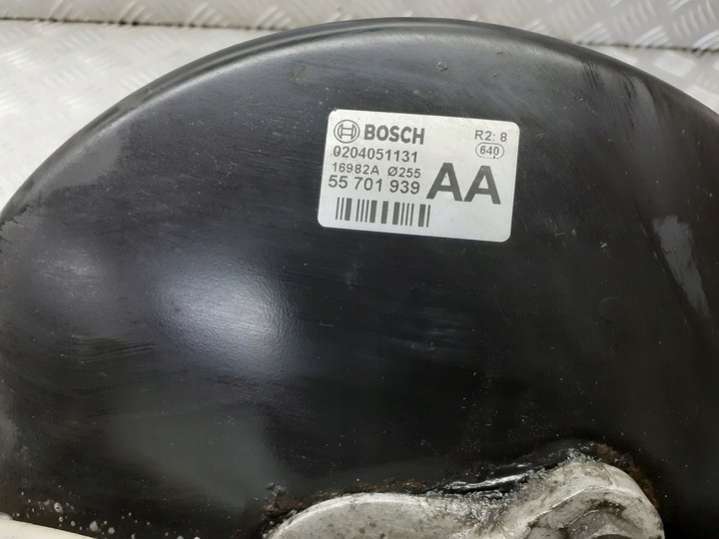 BOSCH R2: 8
0204051131 640
16982A Ø255
55 701 939 AA